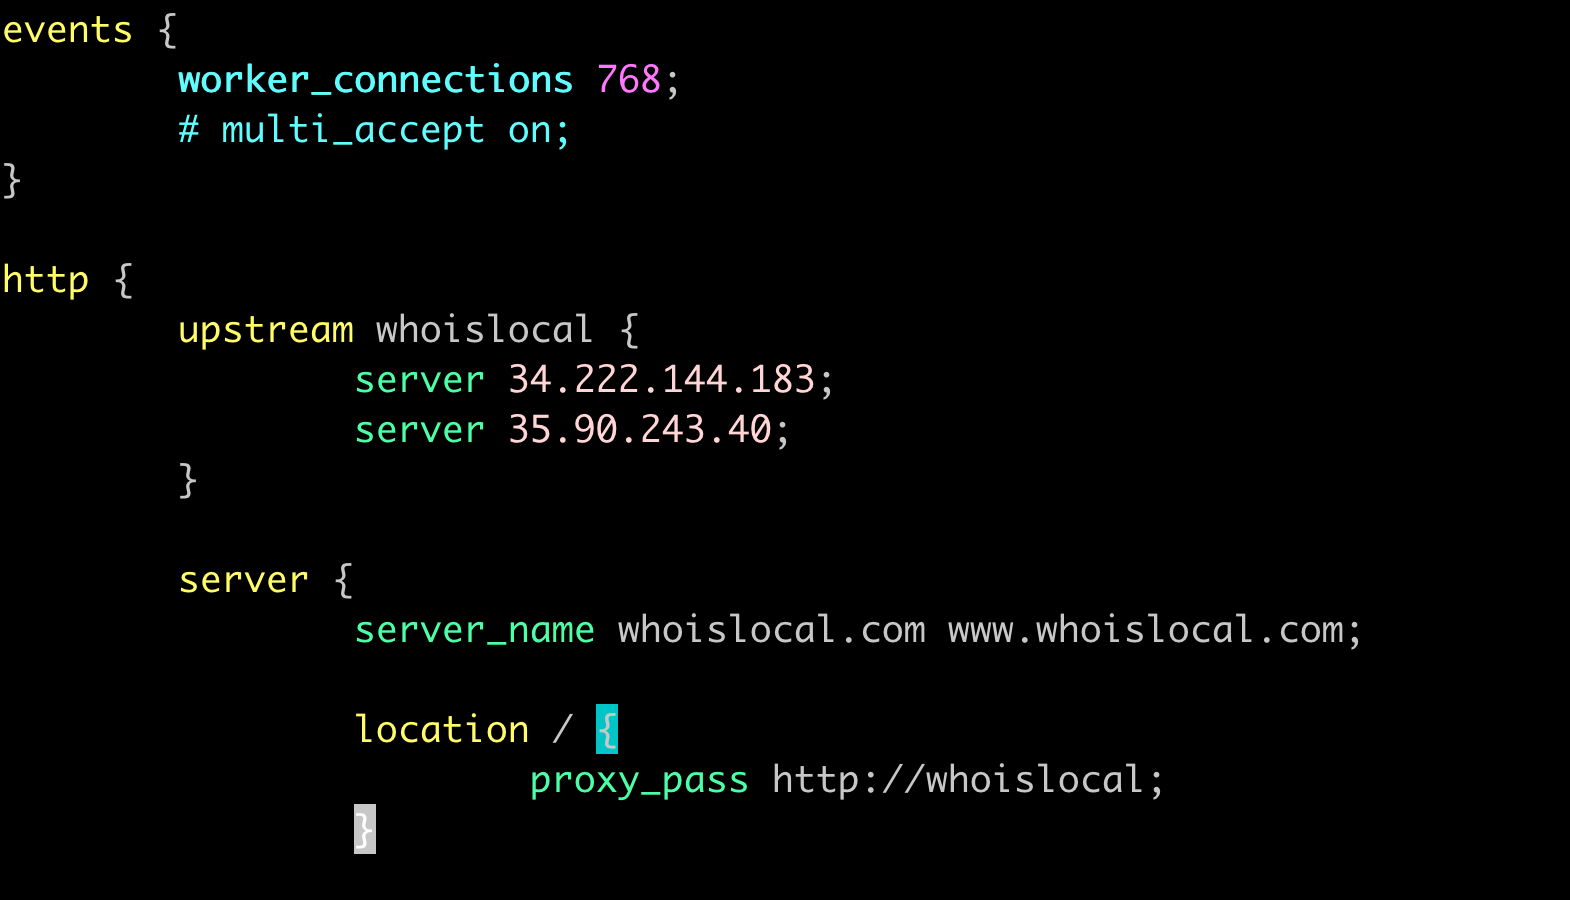 events {
        worker_connections 768;
        # multi_accept on;
}

http {
        upstream whoislocal {
                server 34.222.144.183;
                server 35.90.243.40;
        }

        server {
                server_name whoislocal.com www.whoislocal.com;

                location / {
                        proxy_pass http://whoislocal;
                }